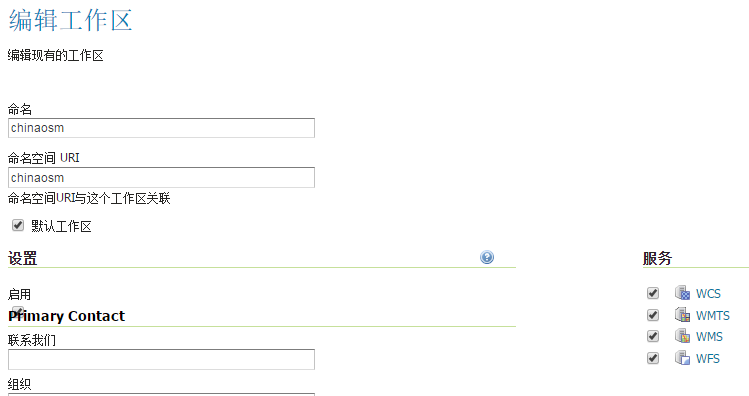 编辑工作区
编辑现有的工作区
命名
chinaosm
命名空间 URI
chinaosm
命名空间URI与这个工作区关联
默认工作区
设置
启用
Primary Contact
联系我们
组织
服务
WCS
WMTS
WMS
WFS